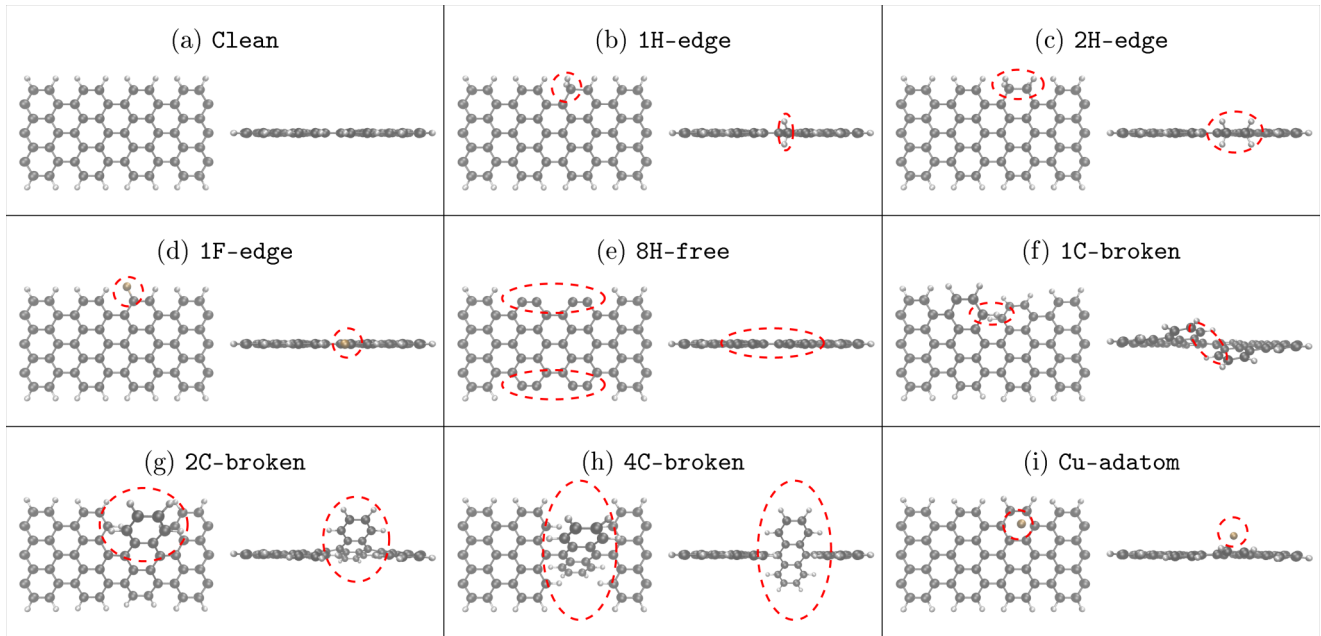 (a) Clean
(b) 1H-edge
(c) 2H-edge
(d) 1F-edge
(e) 8H-free
(f) 1C-broken
(g) 2C-broken
(h) 4C-broken
(i) Cu-adatom